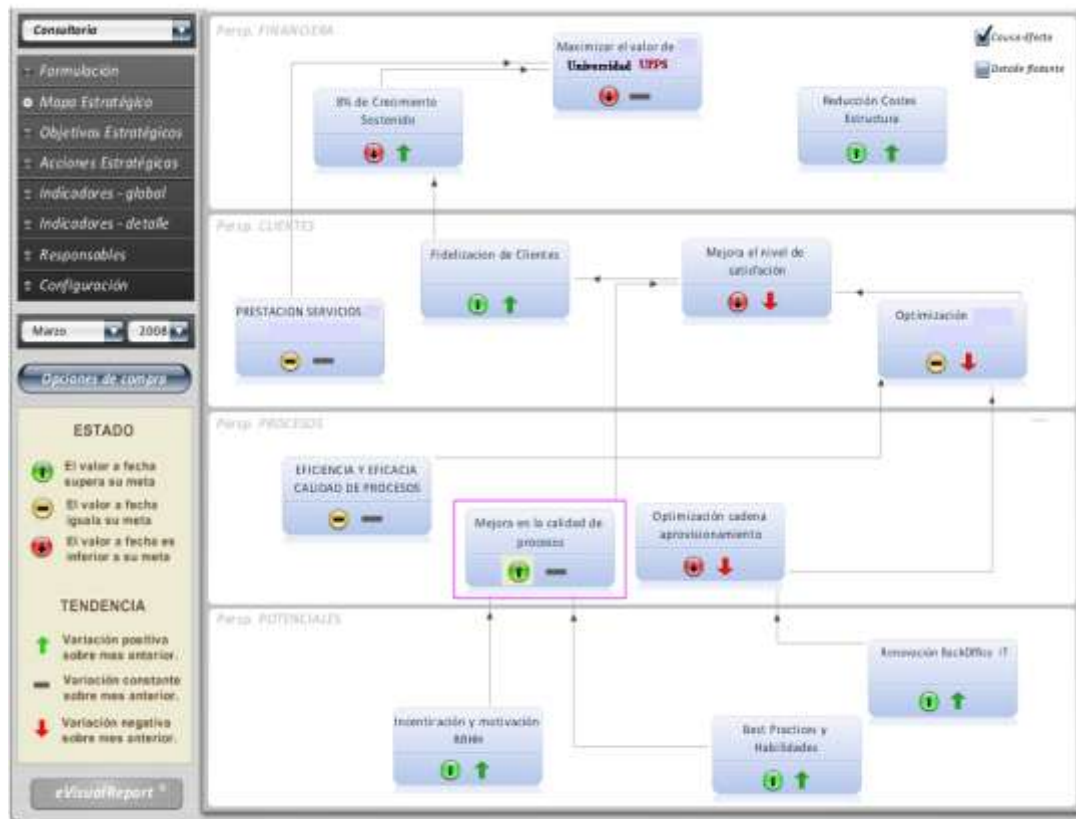 Consultoria
Formulación
Mapa Estratégico
Objetivos Estratégicos
Acciones Estratégicas
Indicadores - global
Indicadores - detalle
Responsables
Configuración
Marzo
2008
Opciones de compra
ESTADO
El valor a fecha
supera su meta
El valor a fecha
iguala su meta
El valor a fecha es
inferior a su meta
TENDENCIA
Variación positiva
sobre mes anterior.
Variación constante
sobre mes anterior.
Variación negativa
sobre mes anterior.
eVisualReport ®
Persp. FINANCIERA
Causa-Efecto
Detalle flotante
Maximizar el valor de
Universidad UPPS
8% de Crecimiento
Sostenido
Reducción Costes
Estructura
Persp. CLIENTES
Fidelizacion de Clientes
Mejora el nivel de
satisfacción
PRESTACION SERVICIOS
Optimización
Persp. PROCESOS
EFICIENCIA Y EFICACIA
CALIDAD DE PROCESOS
Mejora en la calidad de
procesos
Optimización cadena
aprovisionamiento
Persp. POTENCIALES
Renovación BackOffice IT
Incentivación y motivación
RRHH
Best Practices y
Habilidades